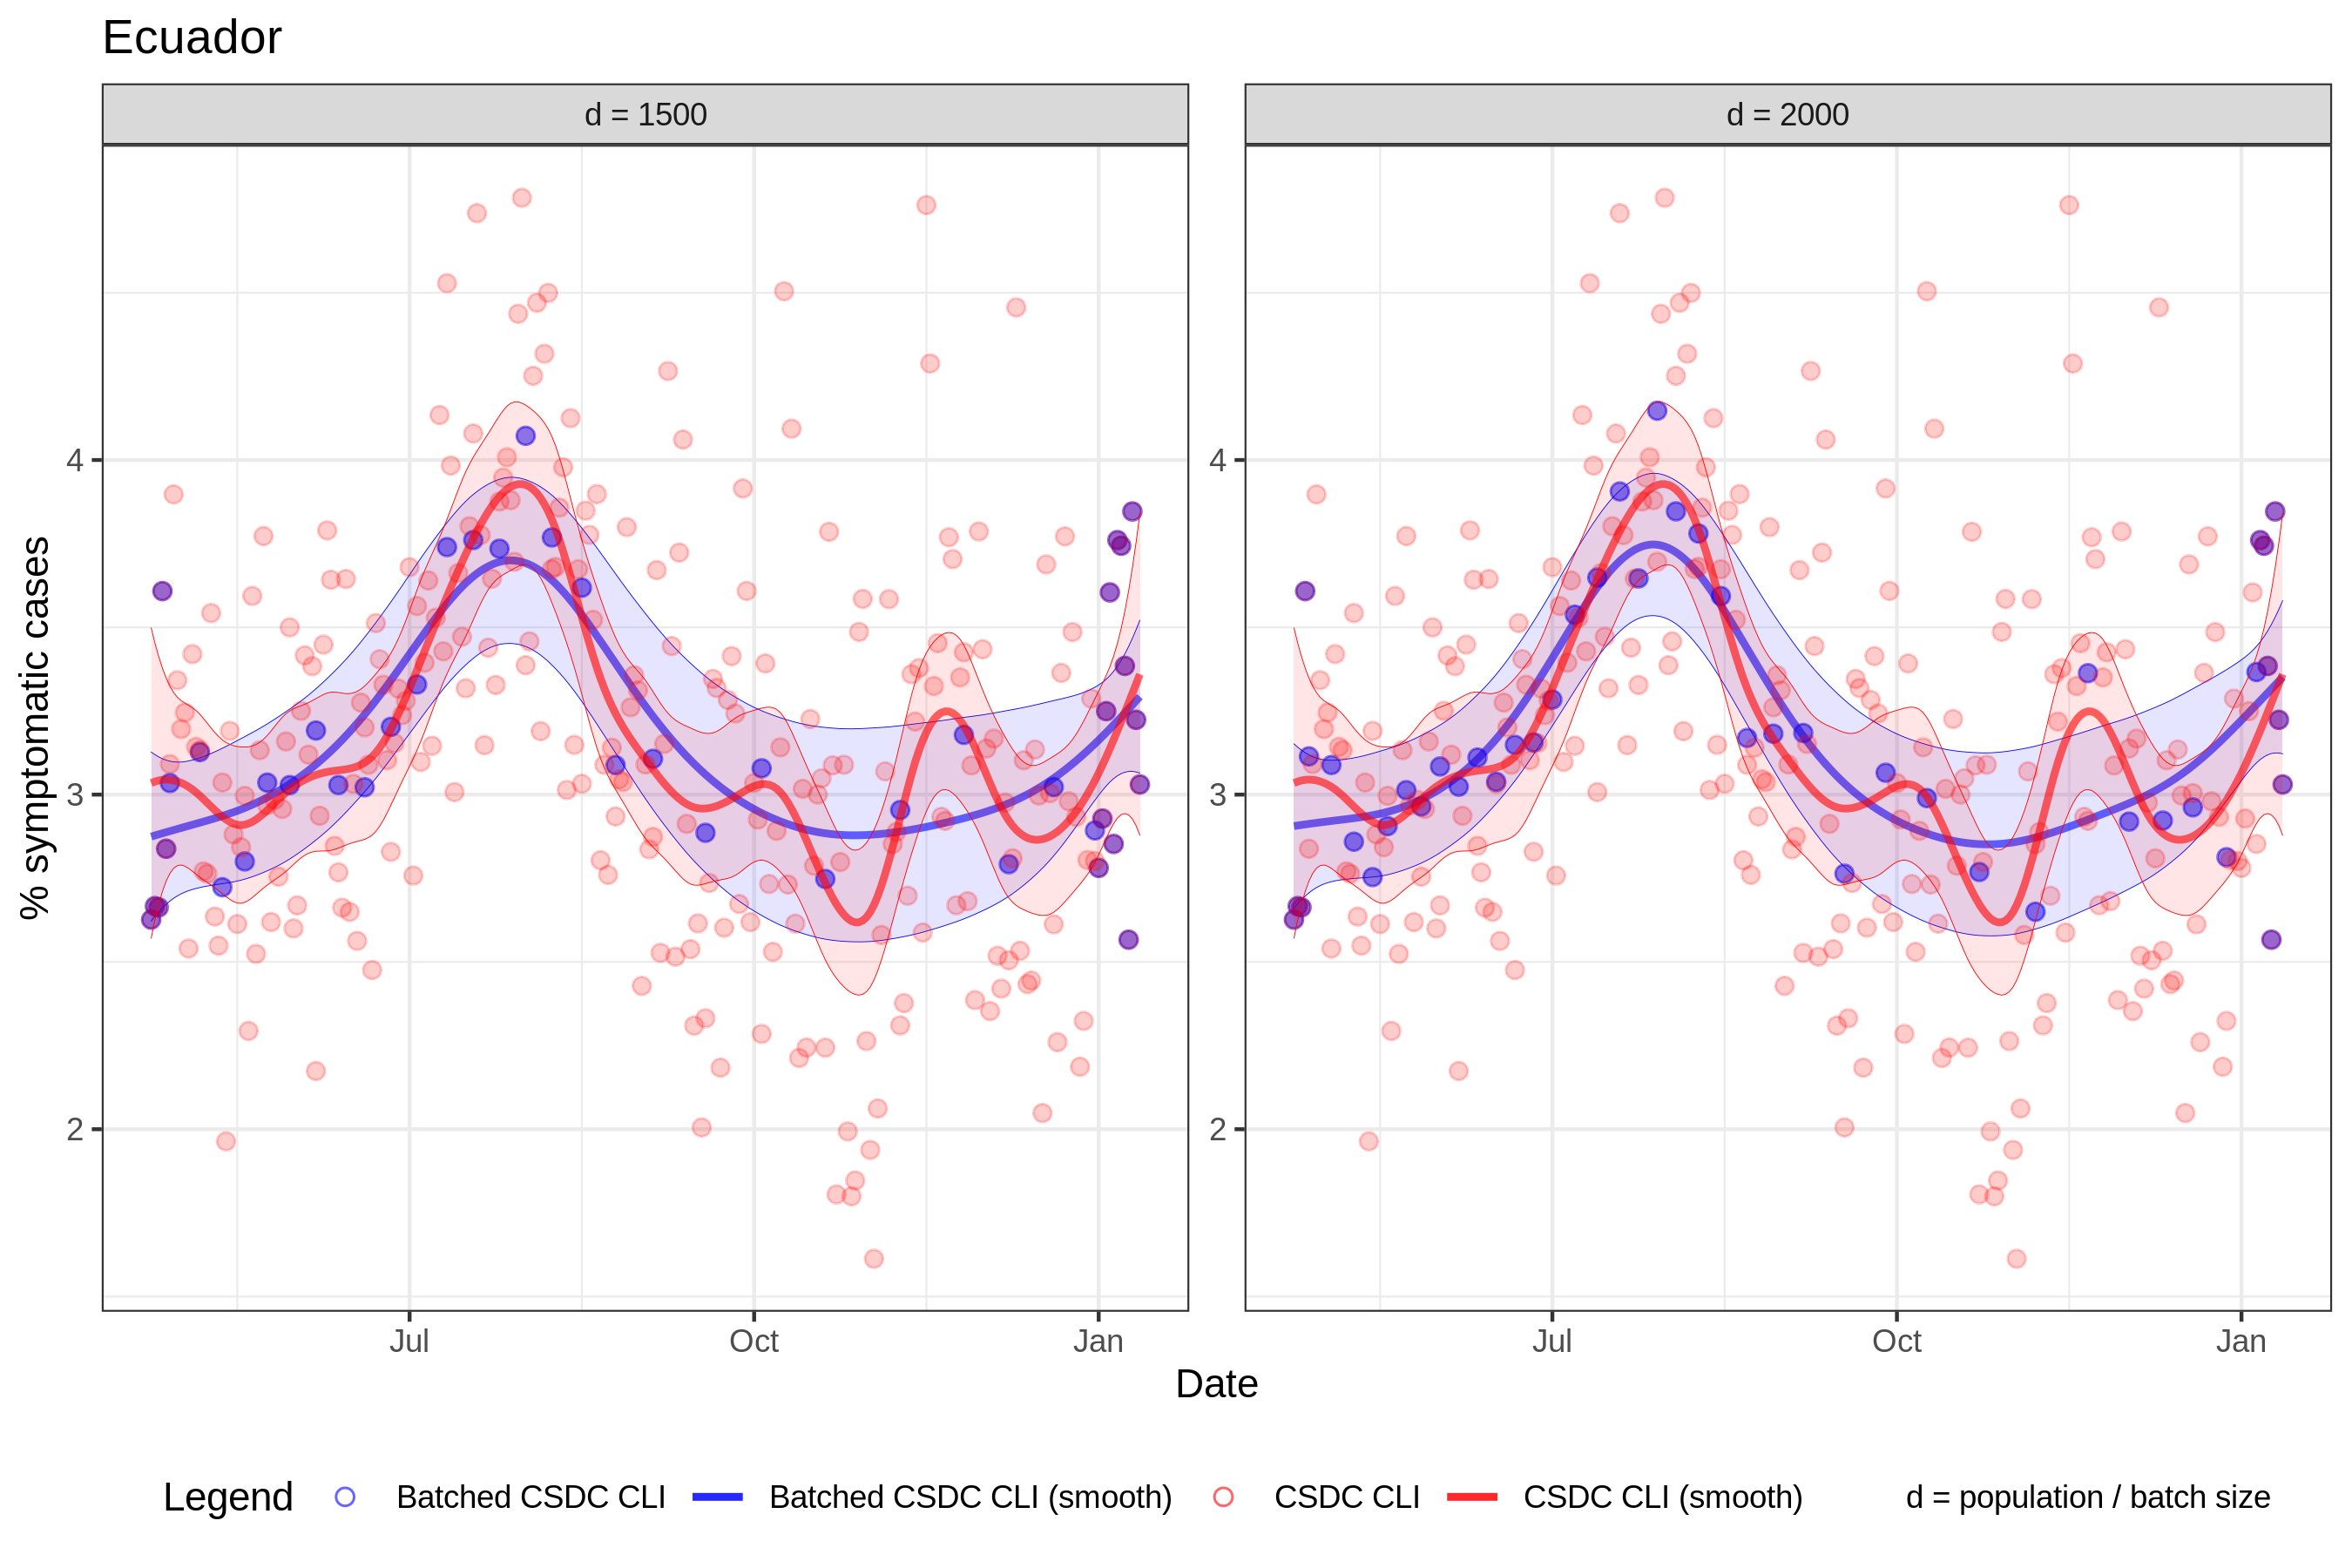 Ecuador
d = 1500
d = 2000
% symptomatic cases
4
3
2
4
3
2
Jul
Oct
Jan
Jul
Oct
Jan
Date
Legend
Batched CSDC CLI
Batched CSDC CLI (smooth)
CSDC CLI
CSDC CLI (smooth)
d = population / batch size